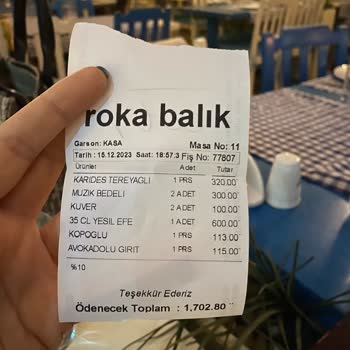 roka balık
Garson: KASA Masa No: 11
Tarih : 15.12.2023 Saat: 18:57:3 Fiş No: 77807
Ürünler Adet Tutar
KARIDES TEREYAGLI 1 PRS 320.00
MUZIK BEDELI 2 ADET 300.00
KUVER 2 ADET 100.00
35 CL YESIL EFE 1 ADET 600.00
KOPOGLU 1 PRS 113.00
AVOKADOLU GIRIT 1 PRS 115.00
%10
Teşekkür Ederiz
Ödenecek Toplam : 1,702.80